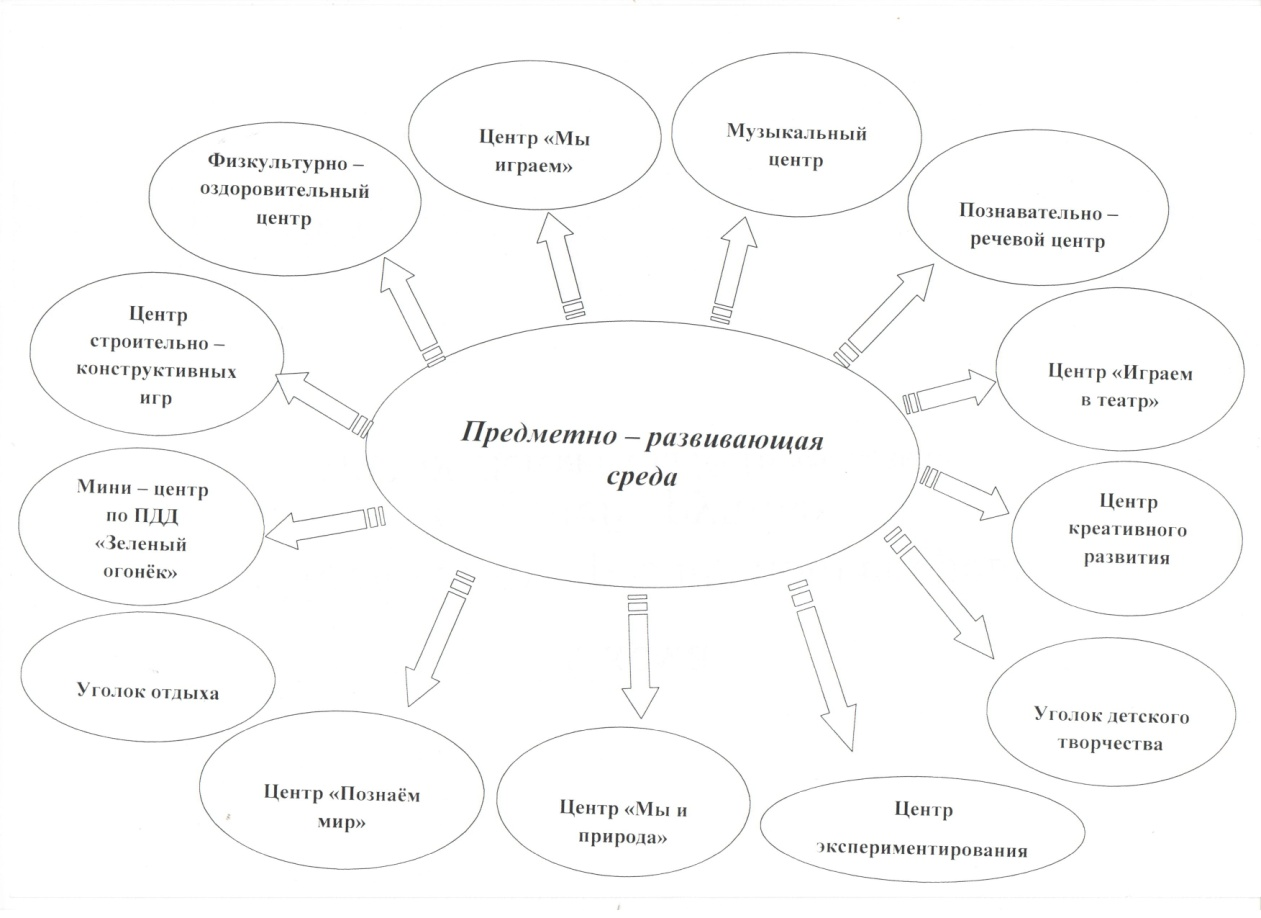 Центр «Мы
играем»
Музыкальный
центр
Физкультурно –
оздоровительный
центр
Познавательно –
речевой центр
Центр
строительно –
конструктивных
игр
Центр «Играем
в театр»
Предметно – развивающая
среда
Мини – центр
по ПДД
«Зеленый
огонёк»
Центр
креативного
развития
Уголок отдыха
Уголок детского
творчества
Центр «Познаём
мир»
Центр «Мы и
природа»
Центр
экспериментирования